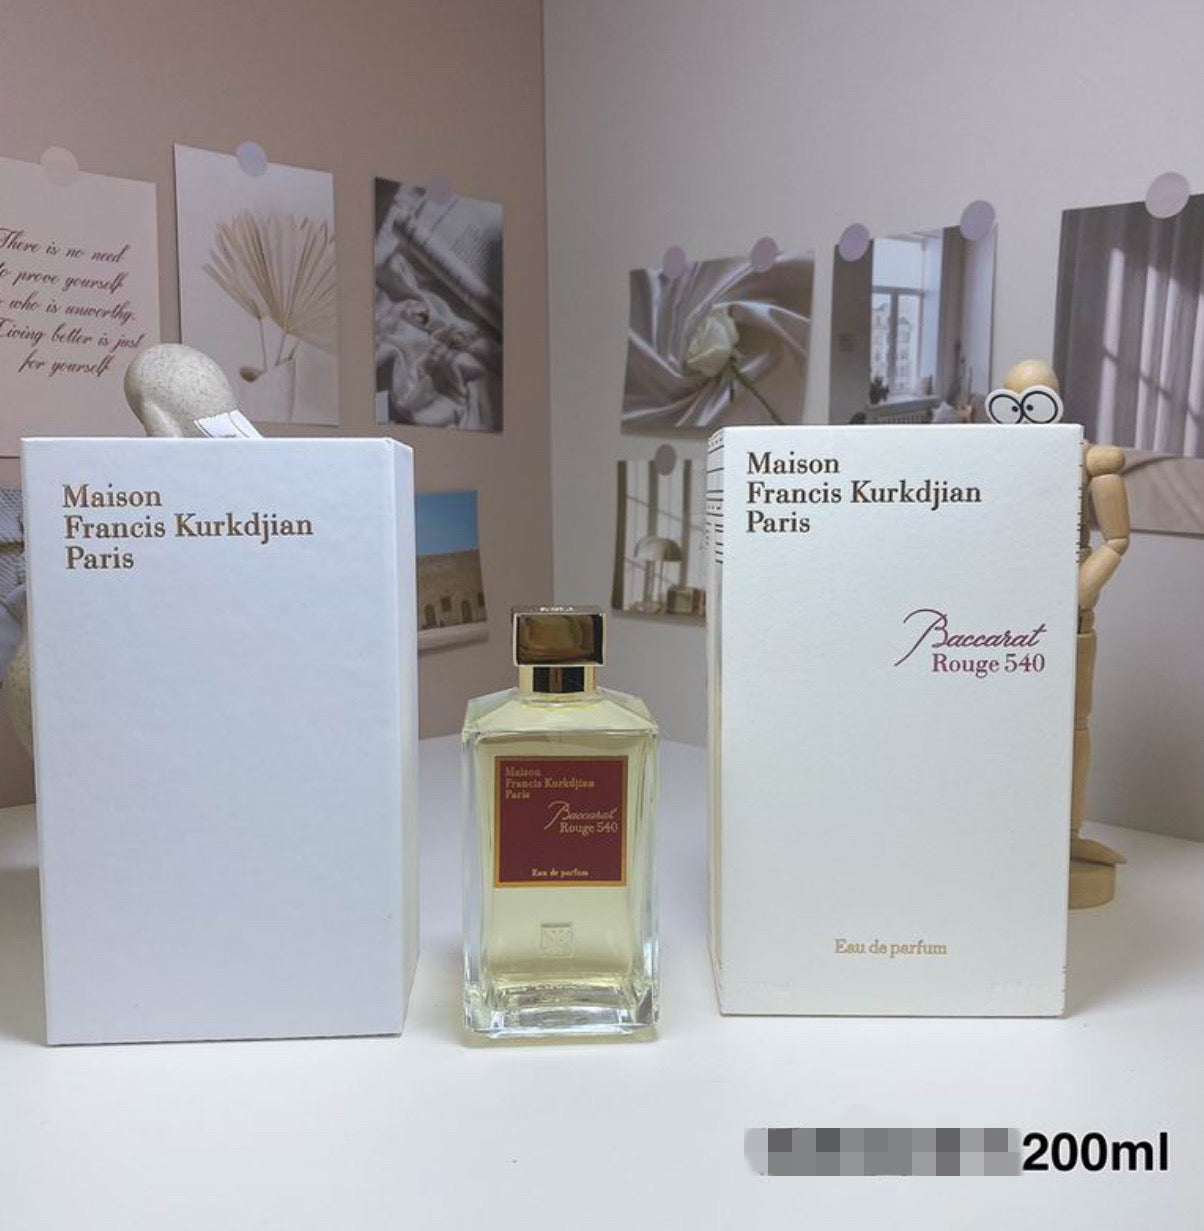 There is no need
to prove yourself
who is unworthy.
Living better is just
for yourself
Maison
Francis Kurkdjian
Paris
Maison
Francis Kurkdjian
Paris
Baccarat
Rouge 540
Eau de parfum
Maison
Francis Kurkdjian
Paris
Baccarat
Rouge 540
Eau de parfum
200ml